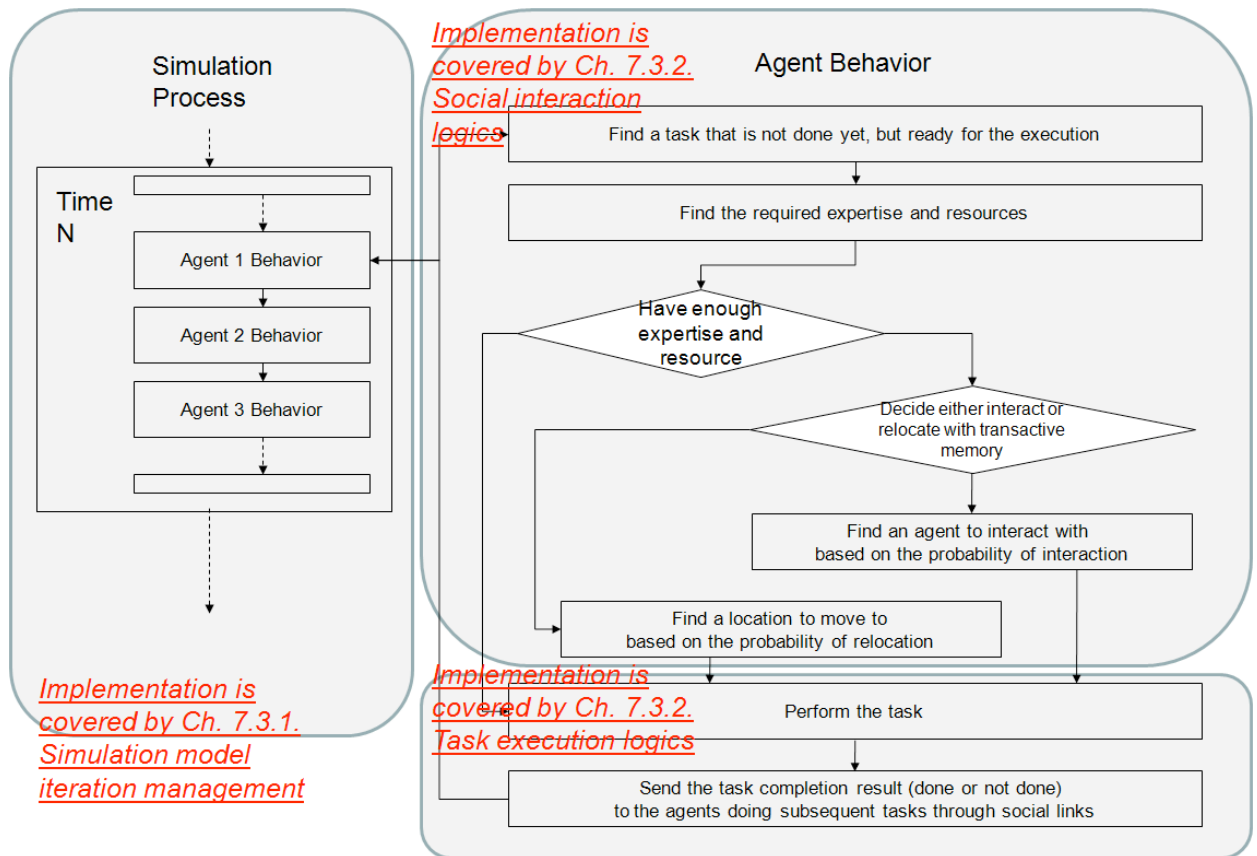 Simulation
Process
Time
N
Agent 1 Behavior
Agent 2 Behavior
Agent 3 Behavior
Implementation is
covered by Ch. 7.3.1.
Simulation model
iteration management
Implementation is
covered by Ch. 7.3.2.
Social interaction
logics
Agent Behavior
Find a task that is not done yet, but ready for the execution
Find the required expertise and resources
Have enough
expertise and
resource
Decide either interact or
relocate with transactive
memory
Find an agent to interact with
based on the probability of interaction
Find a location to move to
based on the probability of relocation
Implementation is
covered by Ch. 7.3.2.
Task execution logics
Perform the task
Send the task completion result (done or not done)
to the agents doing subsequent tasks through social links